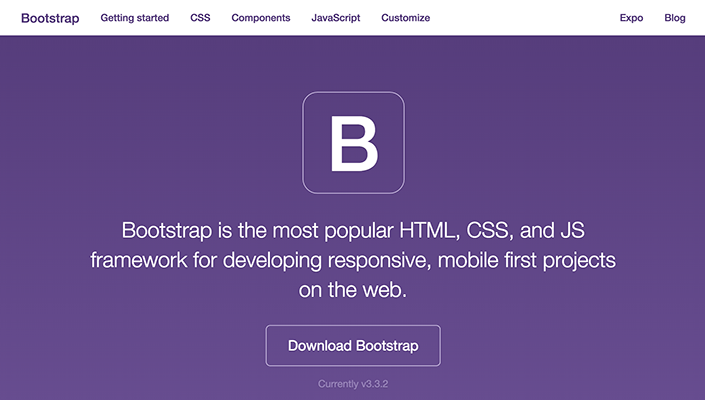 Bootstrap Getting started CSS Components JavaScript Customize Expo Blog
B
Bootstrap is the most popular HTML, CSS, and JS
framework for developing responsive, mobile first projects
on the web.
Download Bootstrap
Currently v3.3.2